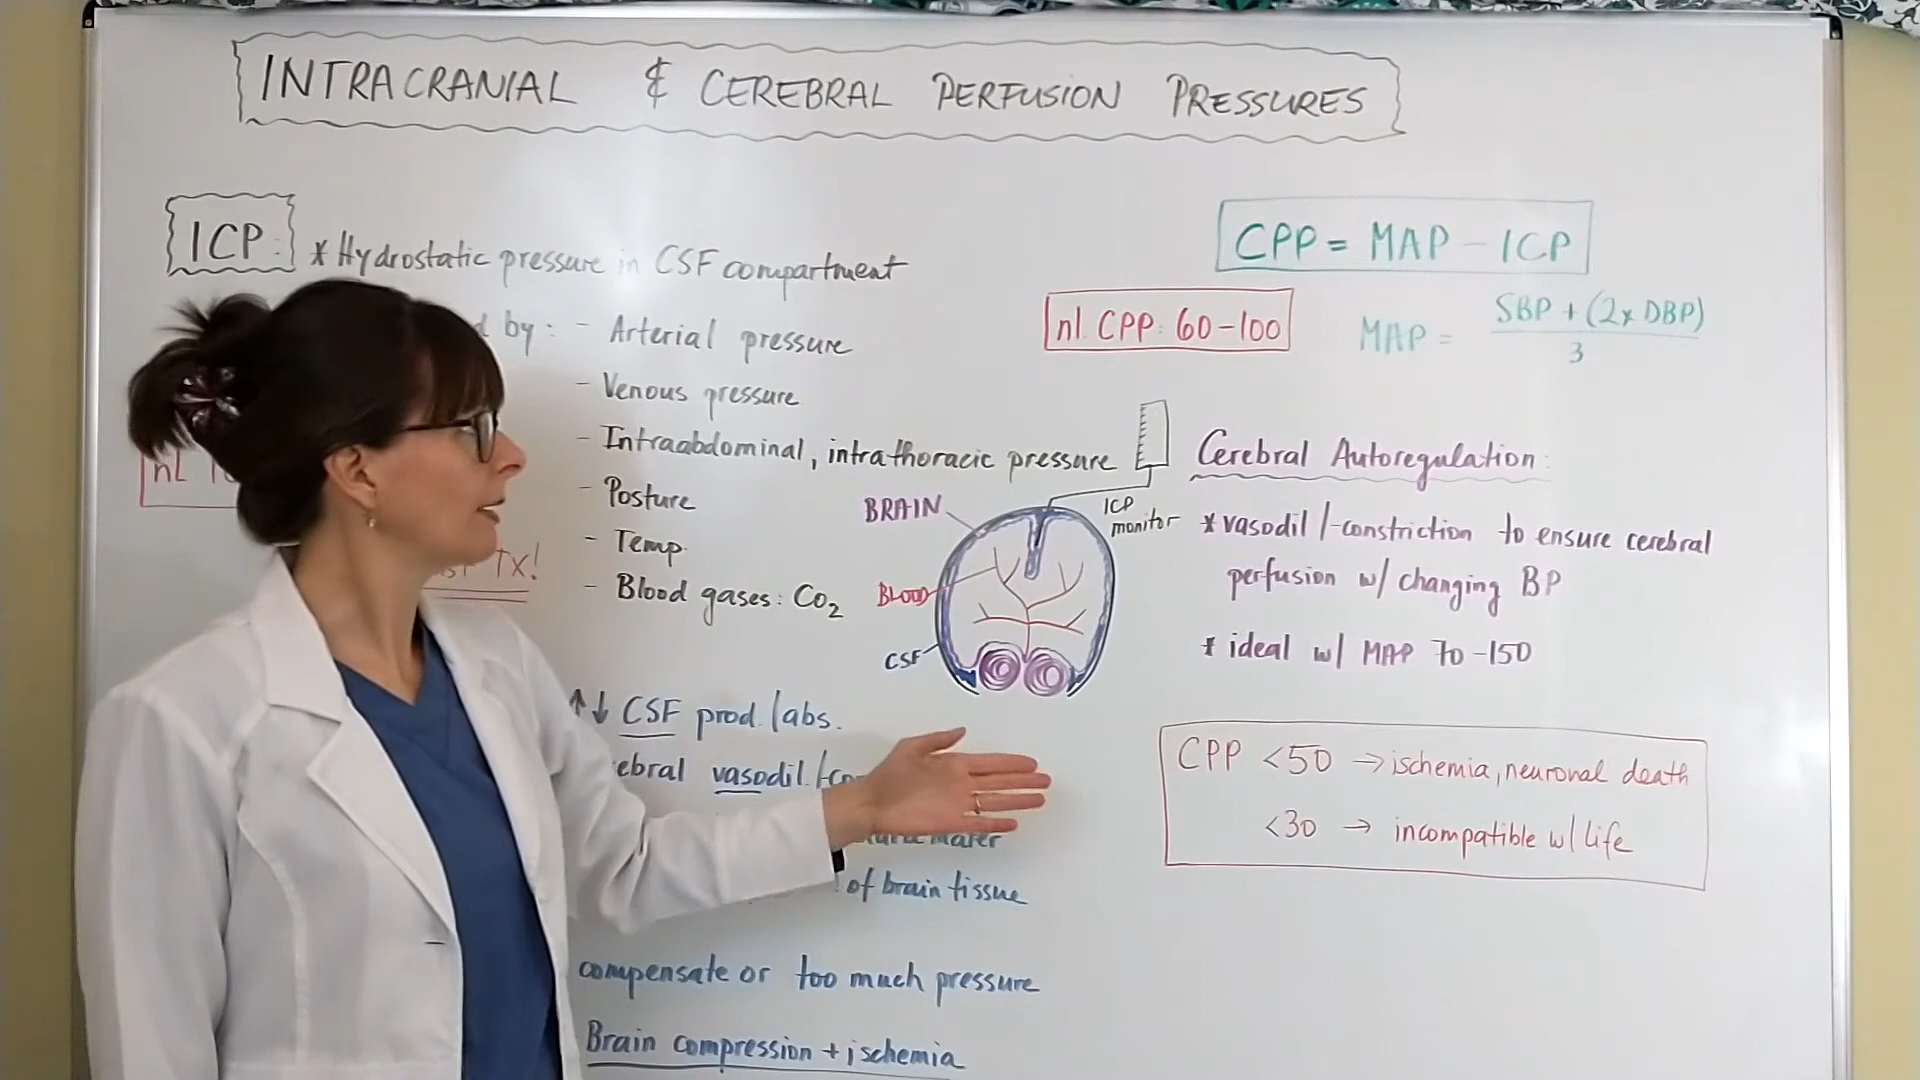 INTRACRANIAL & CEREBRAL PERFUSION PRESSURES
ICP: * Hydrostatic pressure in CSF compartment
by: - Arterial pressure
- Venous pressure
- Intraabdominal, intrathoracic pressure
- Posture
- Temp.
- Blood gases: CO2
nl
Tx!
↑↓ CSF prod./abs.
ebral vasodil./
of brain tissue
compensate or too much pressure
Brain compression + ischemia
BRAIN
BLOOD
CSF
ICP
monitor
CPP = MAP - ICP
nl. CPP: 60-100
MAP = SBP + (2x DBP)
3
Cerebral Autoregulation:
* vasodil /-constriction to ensure cerebral
perfusion w/ changing BP
* ideal w/ MAP 70-150
CPP <50 → ischemia, neuronal death
<30 → incompatible w/ life